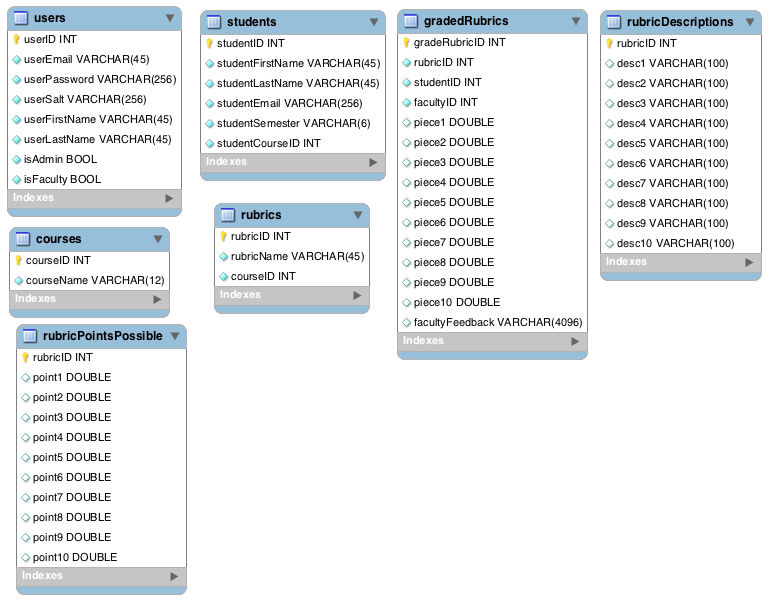 users
userID INT
userEmail VARCHAR(45)
userPassword VARCHAR(256)
userSalt VARCHAR(256)
userFirstName VARCHAR(45)
userLastName VARCHAR(45)
isAdmin BOOL
isFaculty BOOL
Indexes
students
studentID INT
studentFirstName VARCHAR(45)
studentLastName VARCHAR(45)
studentEmail VARCHAR(256)
studentSemester VARCHAR(6)
studentCourseID INT
Indexes
gradedRubrics
gradeRubricID INT
rubricID INT
studentID INT
facultyID INT
piece1 DOUBLE
piece2 DOUBLE
piece3 DOUBLE
piece4 DOUBLE
piece5 DOUBLE
piece6 DOUBLE
piece7 DOUBLE
piece8 DOUBLE
piece9 DOUBLE
piece10 DOUBLE
facultyFeedback VARCHAR(4096)
Indexes
rubricDescriptions
rubricID INT
desc1 VARCHAR(100)
desc2 VARCHAR(100)
desc3 VARCHAR(100)
desc4 VARCHAR(100)
desc5 VARCHAR(100)
desc6 VARCHAR(100)
desc7 VARCHAR(100)
desc8 VARCHAR(100)
desc9 VARCHAR(100)
desc10 VARCHAR(100)
Indexes
courses
courseID INT
courseName VARCHAR(12)
Indexes
rubrics
rubricID INT
rubricName VARCHAR(45)
courseID INT
Indexes
rubricPointsPossible
rubricID INT
point1 DOUBLE
point2 DOUBLE
point3 DOUBLE
point4 DOUBLE
point5 DOUBLE
point6 DOUBLE
point7 DOUBLE
point8 DOUBLE
point9 DOUBLE
point10 DOUBLE
Indexes